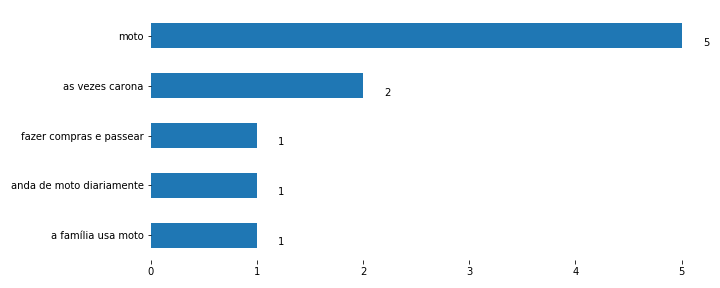 moto
5
as vezes carona
2
fazer compras e passear
1
anda de moto diariamente
1
a família usa moto
1
0 1 2 3 4 5